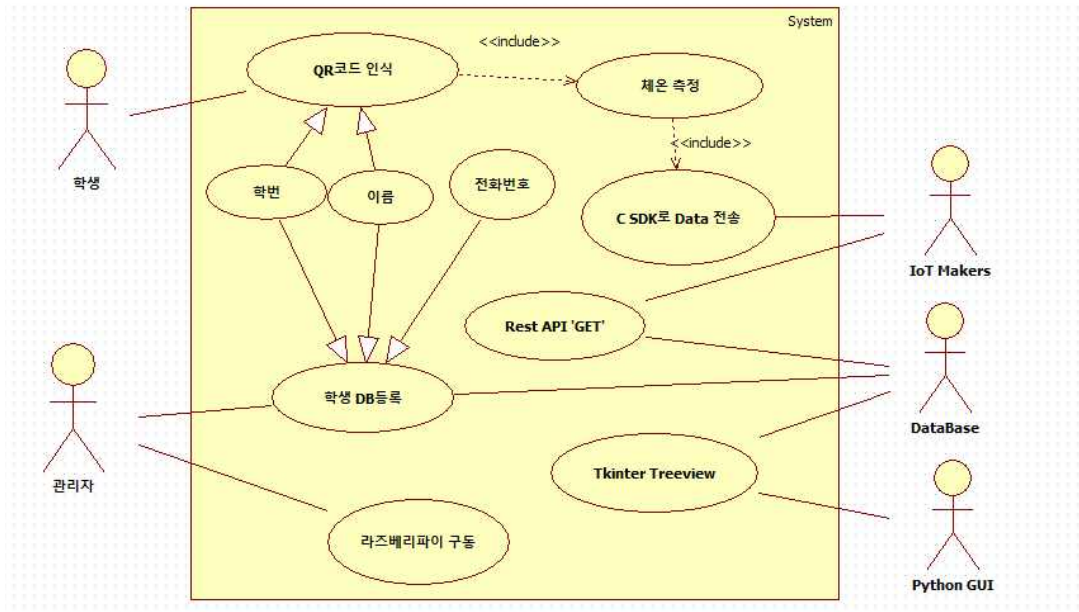 System
<<include>>
QR코드 인식
체온 측정
<<include>>
학생
학번
이름
전화번호
C SDK로 Data 전송
IoT Makers
Rest API 'GET'
학생 DB등록
DataBase
관리자
Tkinter Treeview
라즈베리파이 구동
Python GUI